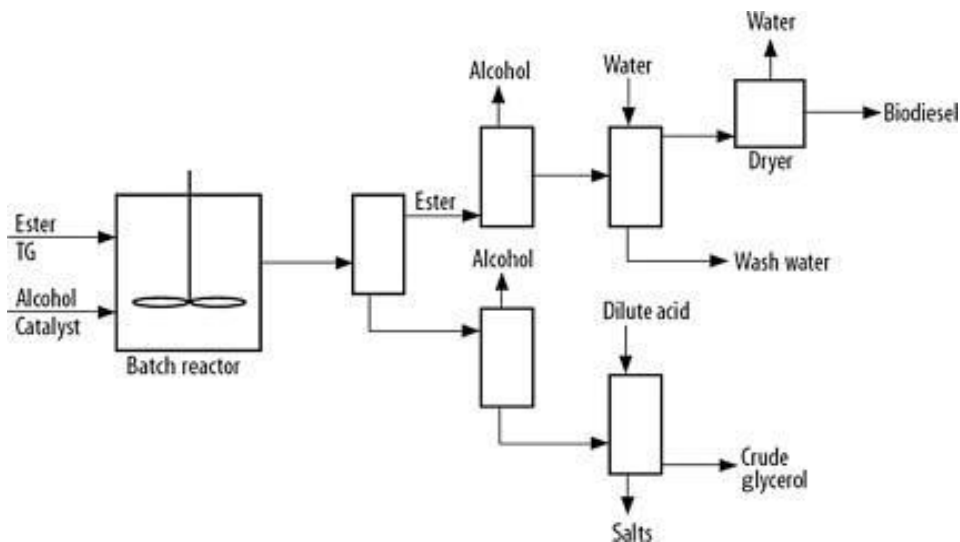 Ester
TG
Alcohol
Catalyst
Batch reactor
Ester
Alcohol
Water
Water
Dryer
Biodiesel
Wash water
Alcohol
Dilute acid
Crude
glycerol
Salts